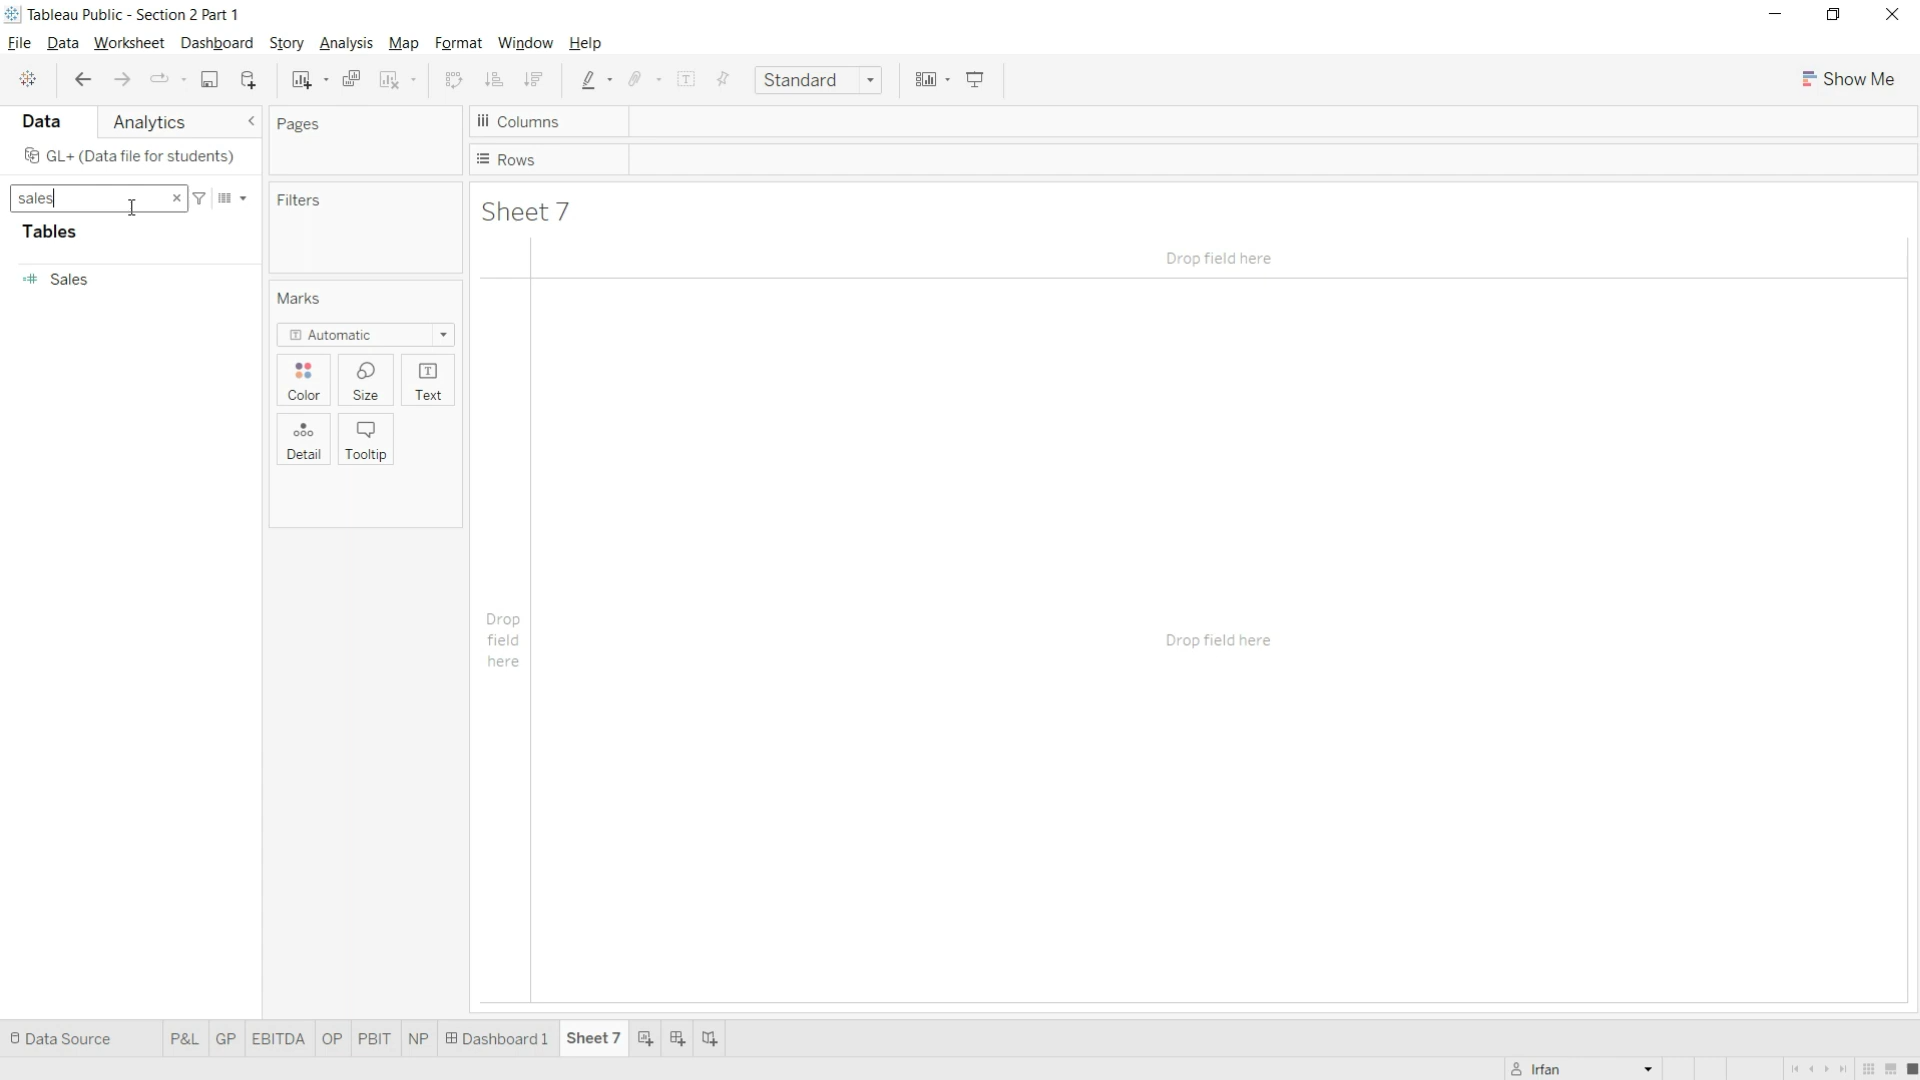 Tableau Public - Section 2 Part 1
File Data Worksheet Dashboard Story Analysis Map Format Window Help
Standard
Show Me
Data Analytics
GL+ (Data file for students)
sales
Tables
Sales
Pages
Filters
Marks
Automatic
Color Size Text
Detail Tooltip
Columns
Rows
Sheet 7
Drop field here
Drop
field
here
Drop field here
Data Source P&L GP EBITDA OP PBIT NP Dashboard 1 Sheet 7
Irfan